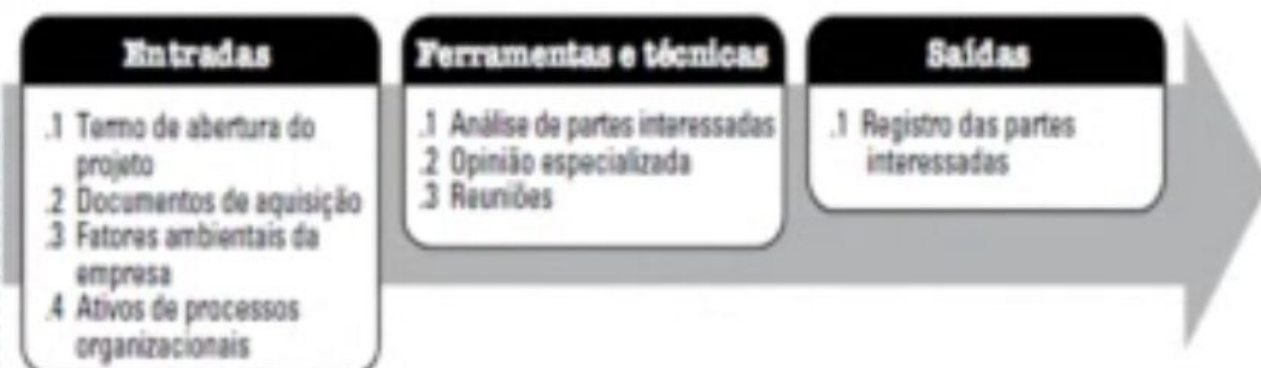 Entradas
.1 Termo de abertura do
projeto
.2 Documentos de aquisição
.3 Fatores ambientais da
empresa
.4 Ativos de processos
organizacionais
Ferramentas e técnicas
.1 Análise de partes interessadas
.2 Opinião especializada
.3 Reuniões
Saídas
.1 Registro das partes
interessadas